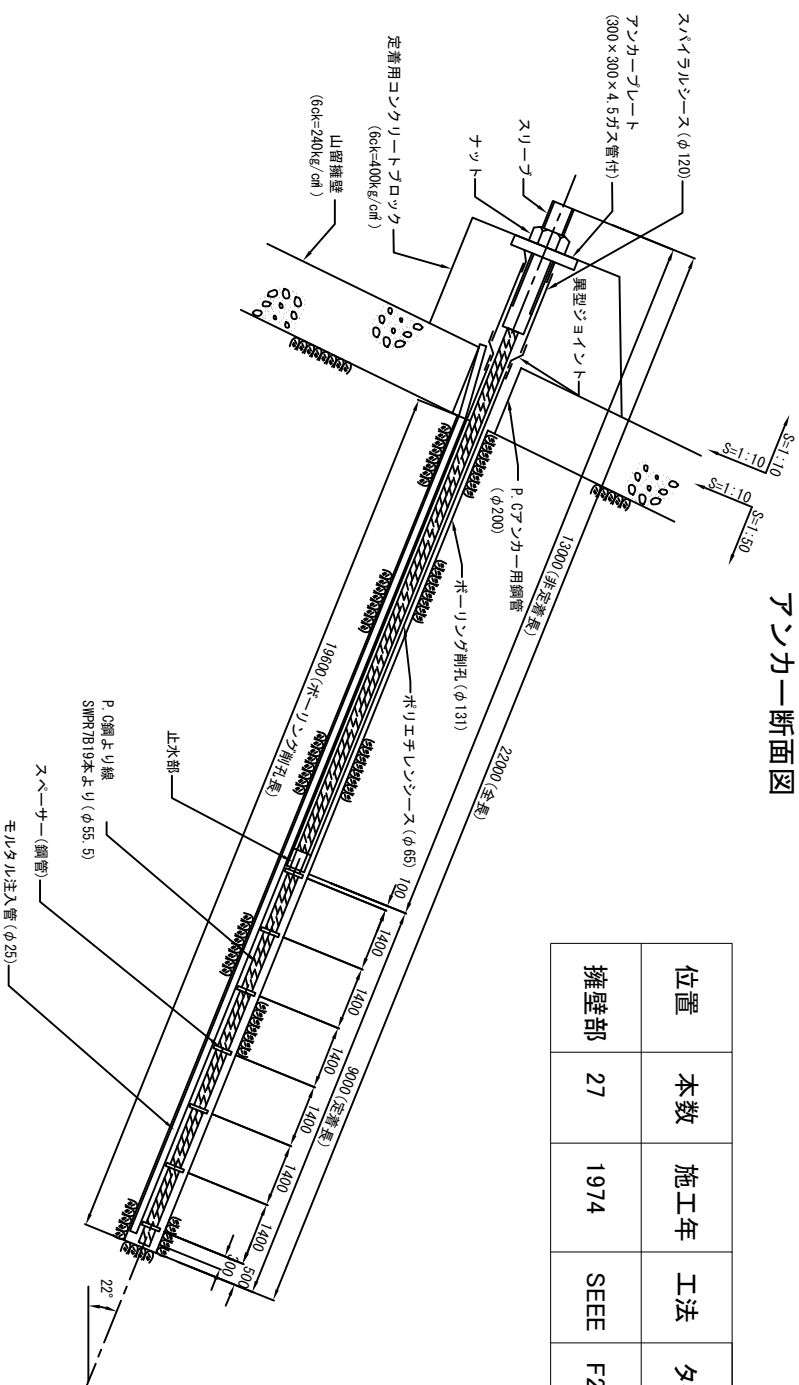 アンカー断面図
位置 本数 施工年 工法 タ
擁壁部 27 1974 SEEE F2
スパイラルシース(φ120)
アンカープレート
(300×300×4.5ガス管付)
スリーブ
ナット
定着用コンクリートブロック
(6ck=400kg/c㎡)
山留擁壁
(6ck=240kg/c㎡)
異型ジョイント
S=1:10
S=1:10
S=1:10
S=1:50
P.Cアンカー用鋼管
(φ200)
ボーリング削孔(φ131)
ポリエチレンシース(φ65)
13000(非定着長)
22000(全長)
19600(ボーリング削孔長)
9000(定着長)
100
1400
1400
1400
1400
1400
1400
500
止水部
P.C鋼より線
SWPR7B19本より(φ55.5)
スペーサー(鋼管)
モルタル注入管(φ25)
22°